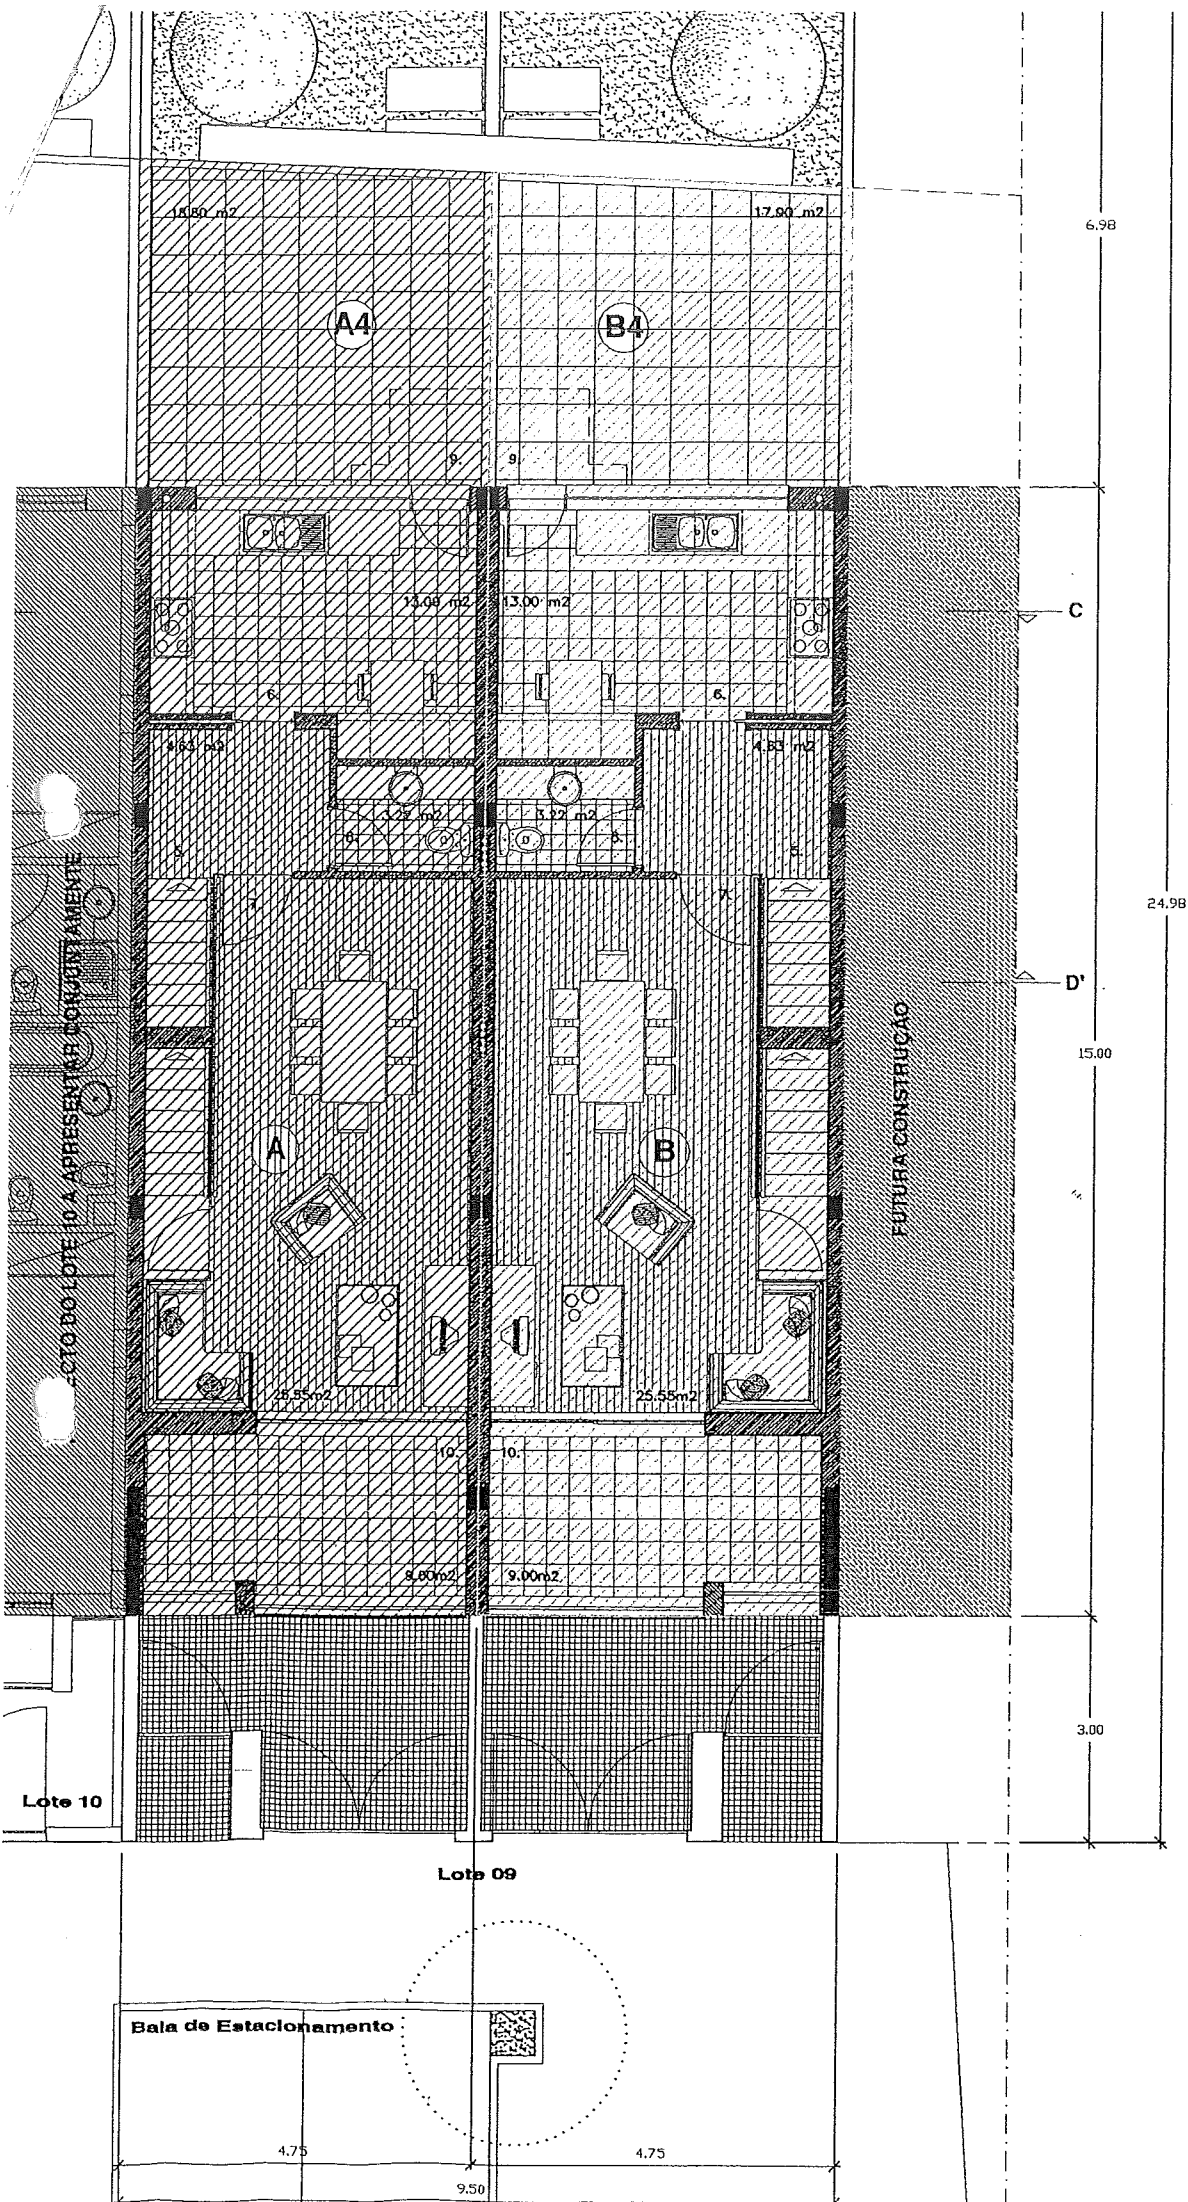 18.80 m2
17.90 m2
6.98
A4
B4
9.
9.
13.00 m2
13.00 m2
C
6.
6.
4.63 m2
4.63 m2
3.22 m2
3.22 m2
8.
8.
5.
5.
7.
7.
24.98
D'
15.00
ECTO DO LOTE 10 A APRESENTAR CONJUNTAMENTE
FUTURA CONSTRUÇÃO
A
B
25.55m2
25.55m2
10.
10.
9.00m2
9.00m2
3.00
Lote 10
Lote 09
Baia de Estacionamento
4.75
4.75
9.50